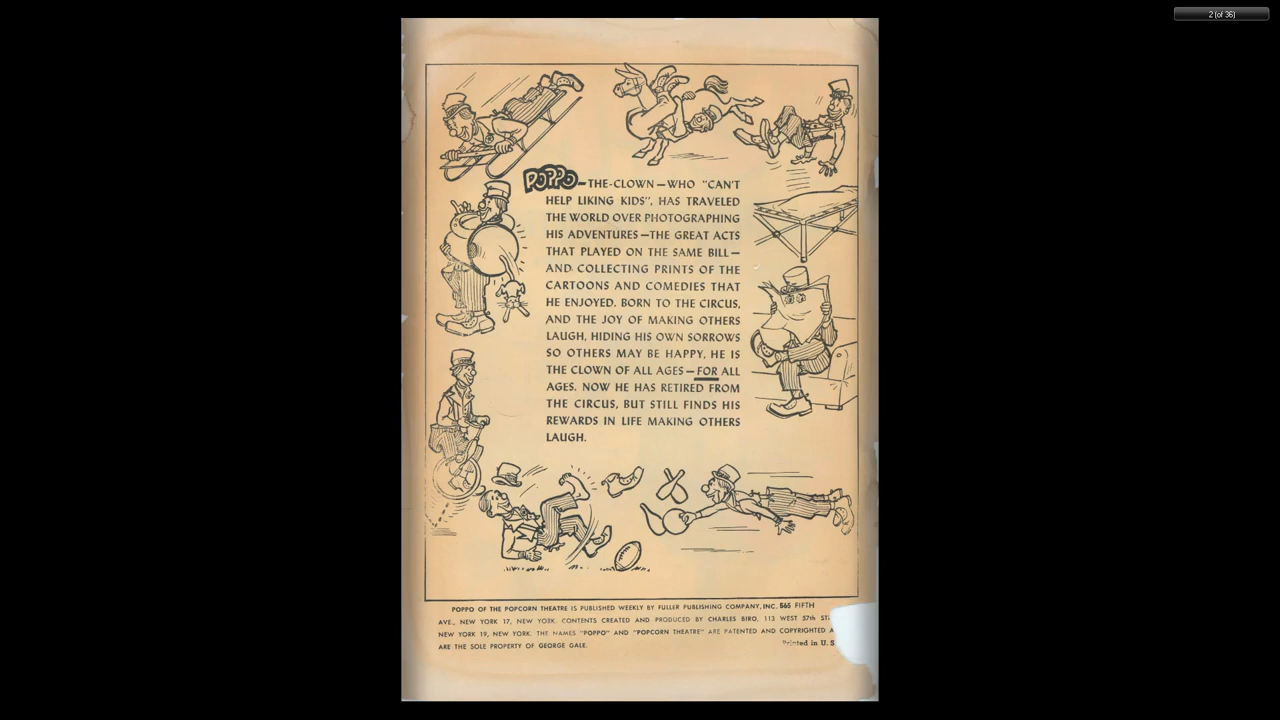 2 (of 36)
POPPO—THE-CLOWN—WHO "CAN'T
HELP LIKING KIDS", HAS TRAVELED
THE WORLD OVER PHOTOGRAPHING
HIS ADVENTURES—THE GREAT ACTS
THAT PLAYED ON THE SAME BILL—
AND COLLECTING PRINTS OF THE
CARTOONS AND COMEDIES THAT
HE ENJOYED. BORN TO THE CIRCUS,
AND THE JOY OF MAKING OTHERS
LAUGH, HIDING HIS OWN SORROWS
SO OTHERS MAY BE HAPPY, HE IS
THE CLOWN OF ALL AGES—FOR ALL
AGES. NOW HE HAS RETIRED FROM
THE CIRCUS, BUT STILL FINDS HIS
REWARDS IN LIFE MAKING OTHERS
LAUGH.
POPPO OF THE POPCORN THEATRE IS PUBLISHED WEEKLY BY FULLER PUBLISHING COMPANY, INC. 565 FIFTH
AVE., NEW YORK 17, NEW YORK. CONTENTS CREATED AND PRODUCED BY CHARLES BIRO, 113 WEST 57th
NEW YORK 19, NEW YORK. THE NAMES "POPPO" AND "POPCORN THEATRE" ARE PATENTED AND COPYRIGHTED
ARE THE SOLE PROPERTY OF GEORGE GALE.
Printed in U. S